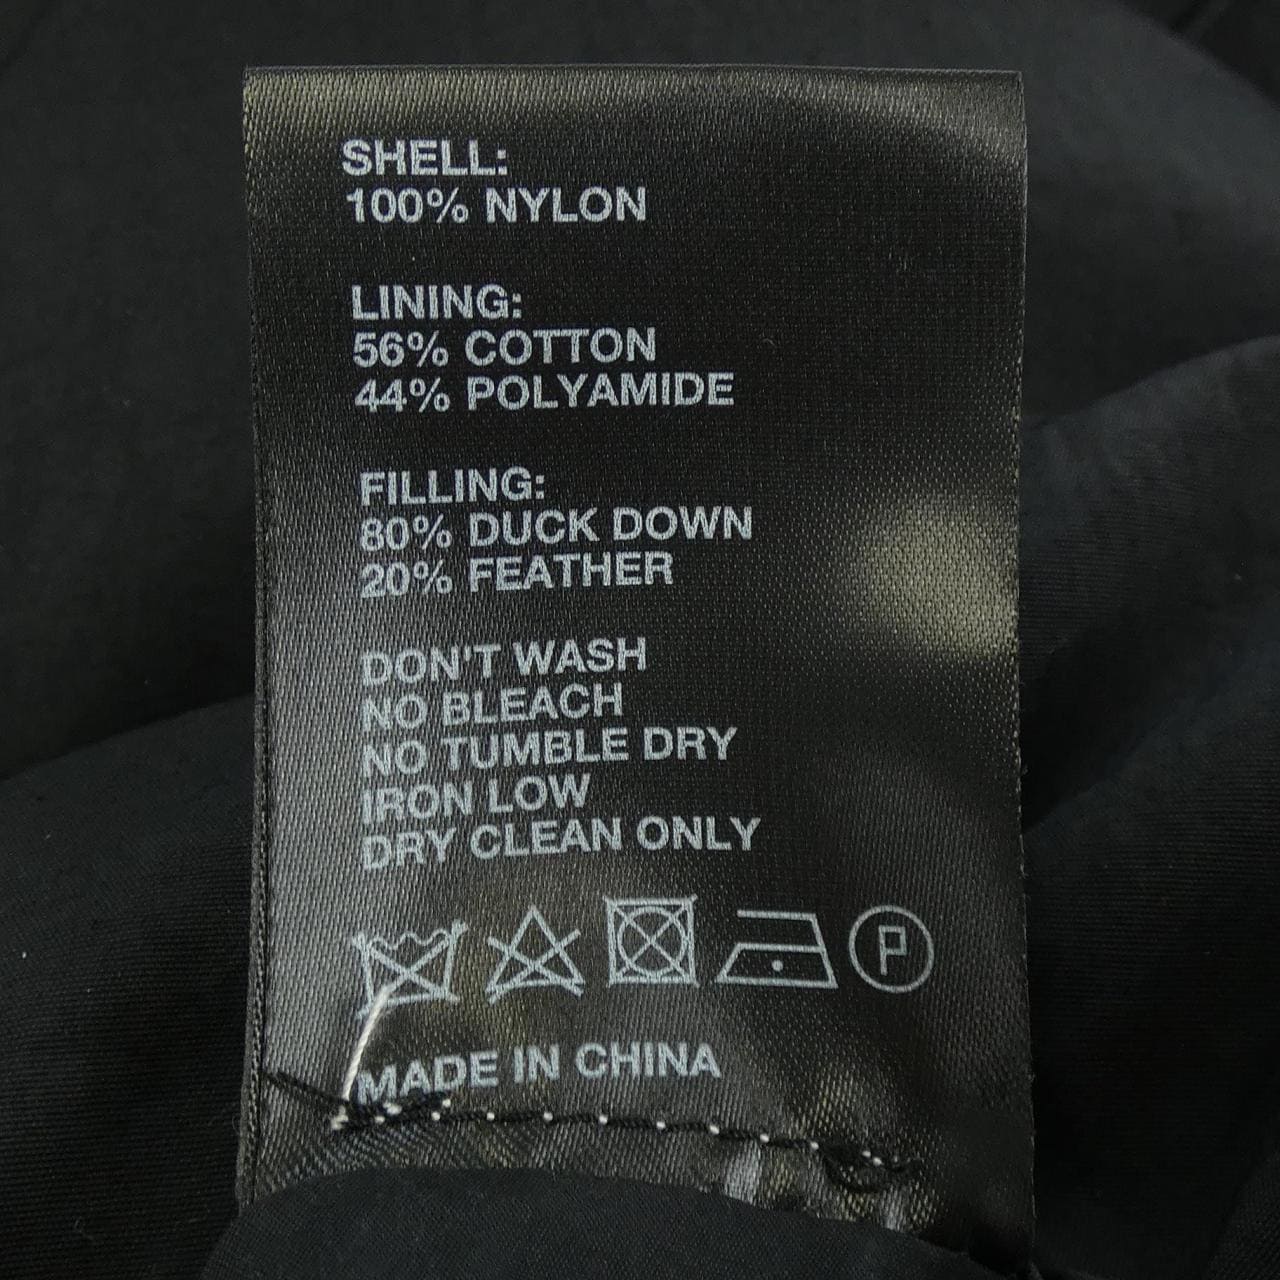 SHELL:
100% NYLON
LINING:
56% COTTON
44% POLYAMIDE
FILLING:
80% DUCK DOWN
20% FEATHER
DON'T WASH
NO BLEACH
NO TUMBLE DRY
IRON LOW
DRY CLEAN ONLY
P
MADE IN CHINA